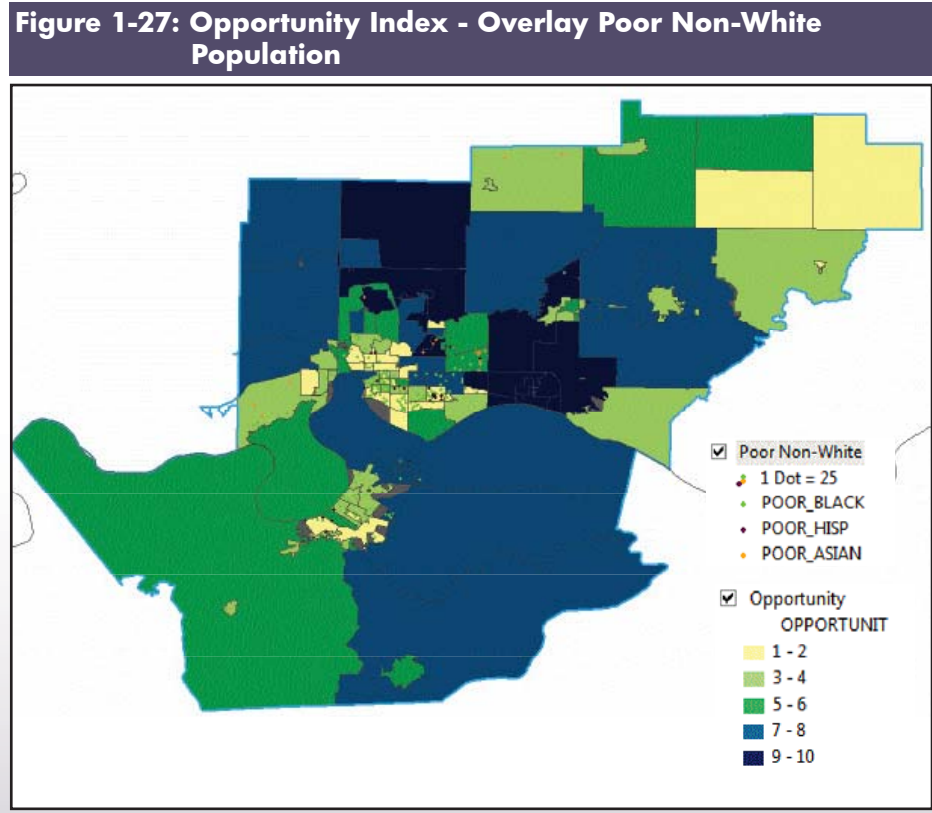 Figure 1-27: Opportunity Index - Overlay Poor Non-White
Population
Poor Non-White
1 Dot = 25
POOR_BLACK
POOR_HISP
POOR_ASIAN
Opportunity
OPPORTUNIT
1 - 2
3 - 4
5 - 6
7 - 8
9 - 10